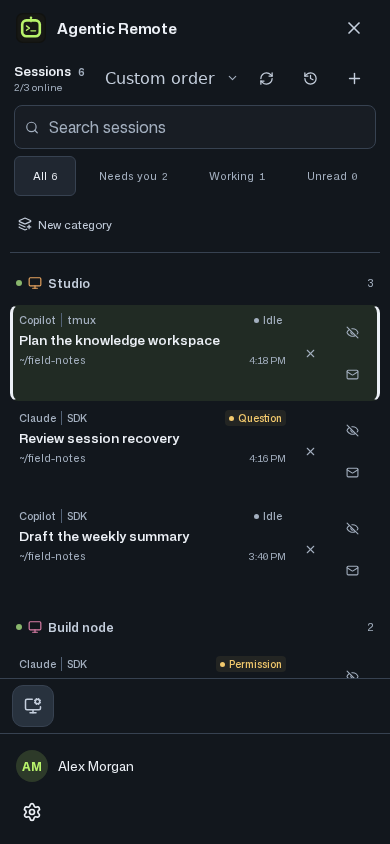 Agentic Remote
Sessions 6
2/3 online
Custom order
Search sessions
All 6
Needs you 2
Working 1
Unread 0
New category
Studio 3
Copilot | tmux
Idle
Plan the knowledge workspace
~/field-notes
4:18 PM
Claude | SDK
Question
Review session recovery
~/field-notes
4:16 PM
Copilot | SDK
Idle
Draft the weekly summary
~/field-notes
3:40 PM
Build node 2
Claude | SDK
Permission
AM
Alex Morgan